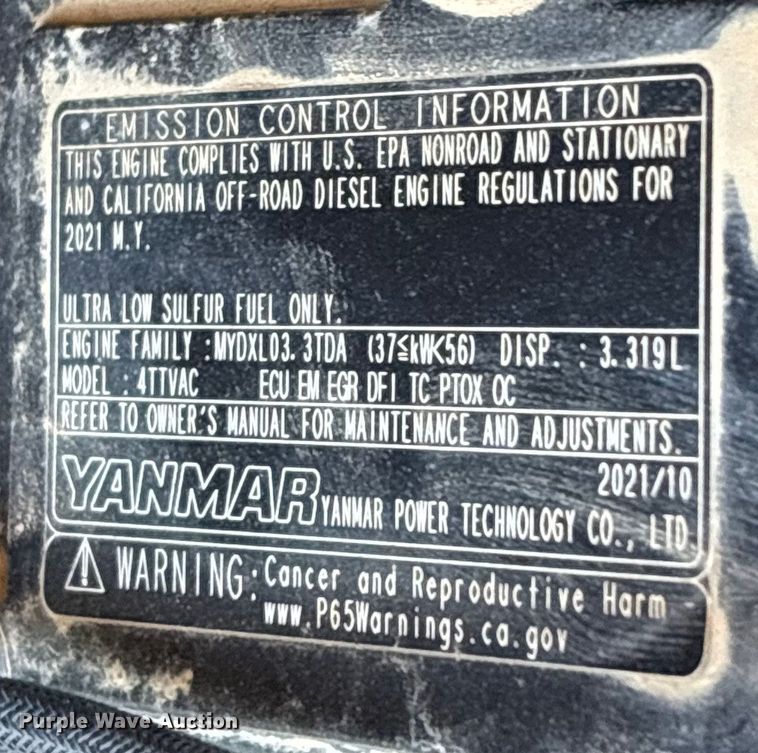 EMISSION CONTROL INFORMATION
THIS ENGINE COMPLIES WITH U.S. EPA NONROAD AND STATIONARY
AND CALIFORNIA OFF-ROAD DIESEL ENGINE REGULATIONS FOR
2021 M.Y.
ULTRA LOW SULFUR FUEL ONLY.
ENGINE FAMILY :MYDXL03.3TDA (37≦kW<56) DISP. : 3.319L
MODEL : 4TTVAC ECU EM EGR DFI TC PTOX OC
REFER TO OWNER'S MANUAL FOR MAINTENANCE AND ADJUSTMENTS.
2021/10
YANMAR YANMAR POWER TECHNOLOGY CO., LTD.
WARNING: Cancer and Reproductive Harm
www.P65Warnings.ca.gov
Purple Wave Auction